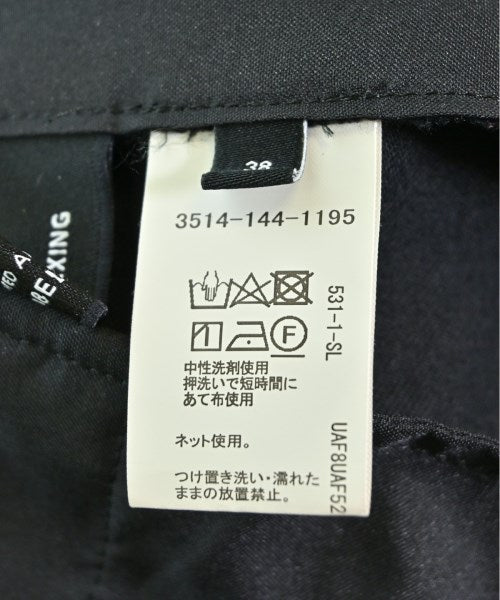 38
3514-144-1195
F
中性洗剤使用
押洗いで短時間に
あて布使用
ネット使用。
つけ置き洗い・濡れた
ままの放置禁止。
531-1-SL
UAF8UAF52